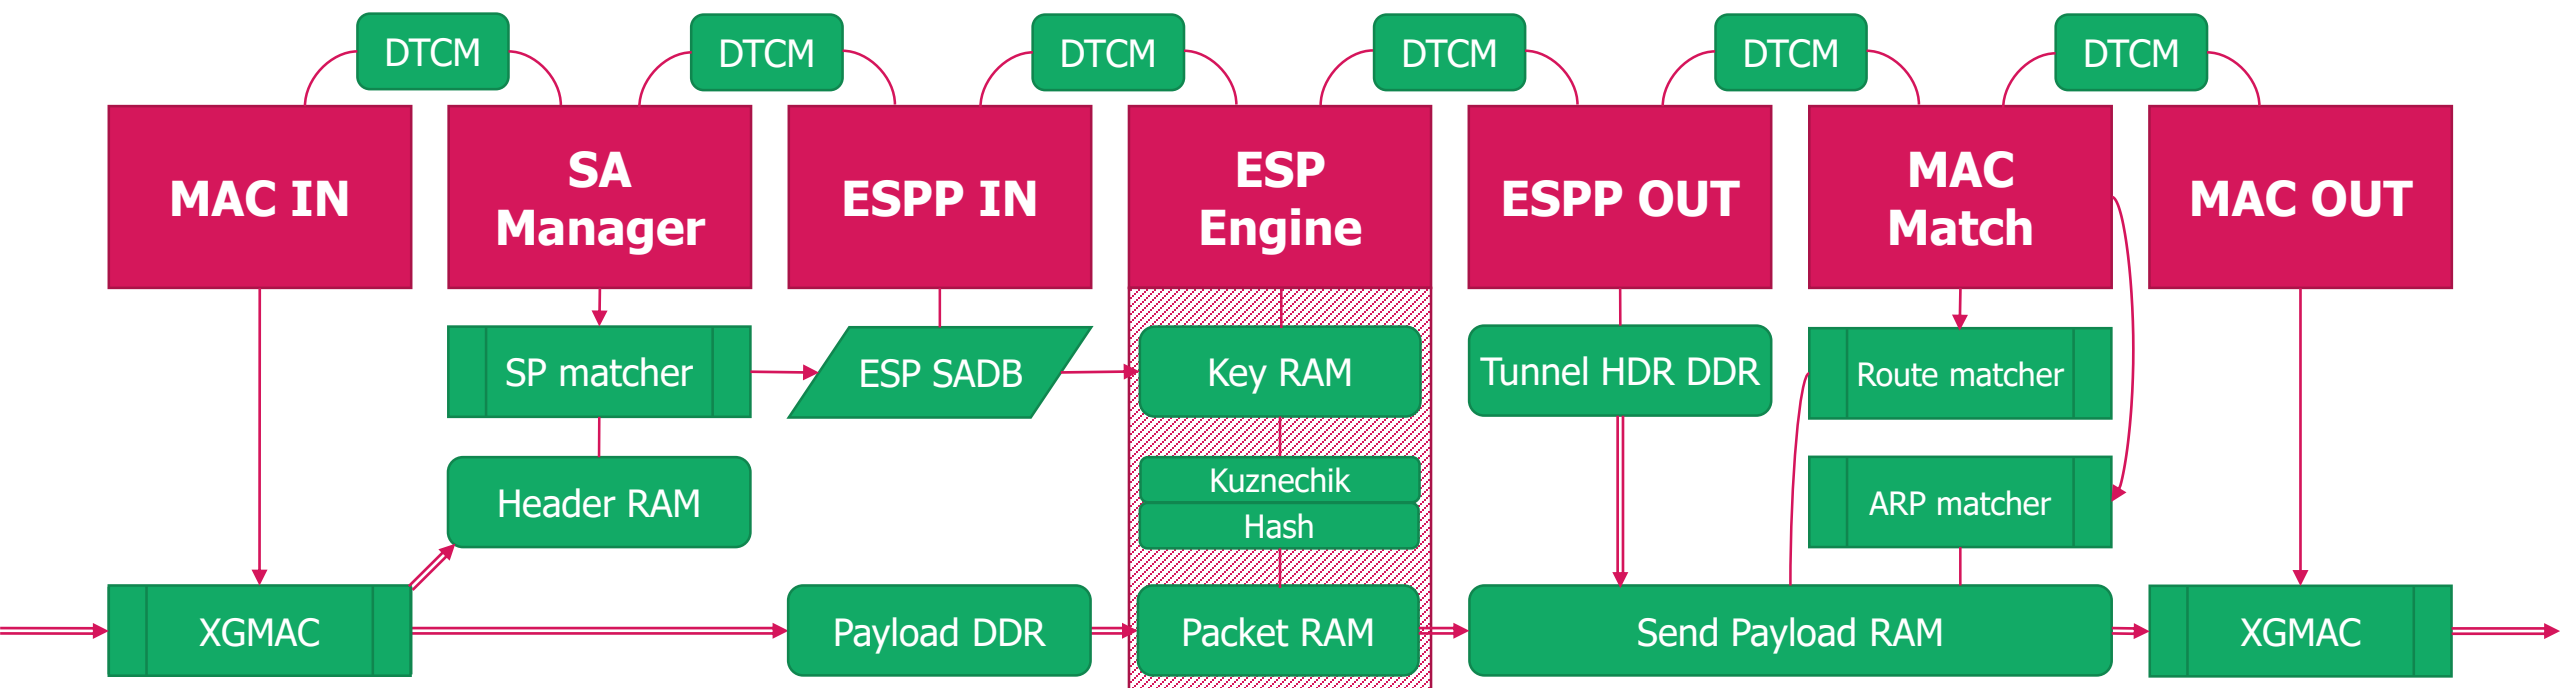 DTCM
DTCM
DTCM
DTCM
DTCM
DTCM
MAC IN
SA
Manager
ESPP IN
ESP
Engine
ESPP OUT
MAC
Match
MAC OUT
SP matcher
ESP SADB
Key RAM
Tunnel HDR DDR
Route matcher
Header RAM
Kuznechik
Hash
ARP matcher
XGMAC
Payload DDR
Packet RAM
Send Payload RAM
XGMAC